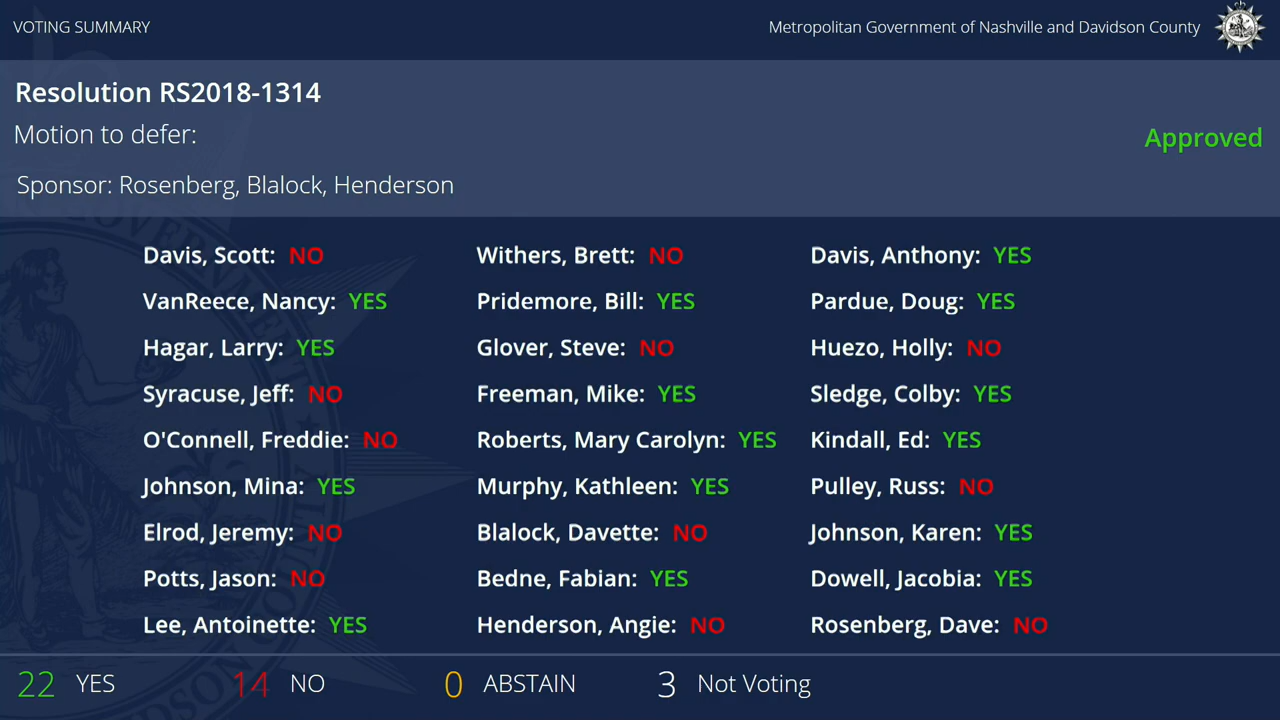 VOTING SUMMARY
Metropolitan Government of Nashville and Davidson County
Resolution RS2018-1314
Motion to defer:
Approved
Sponsor: Rosenberg, Blalock, Henderson
Davis, Scott: NO Withers, Brett: NO Davis, Anthony: YES
VanReece, Nancy: YES Pridemore, Bill: YES Pardue, Doug: YES
Hagar, Larry: YES Glover, Steve: NO Huezo, Holly: NO
Syracuse, Jeff: NO Freeman, Mike: YES Sledge, Colby: YES
O'Connell, Freddie: NO Roberts, Mary Carolyn: YES Kindall, Ed: YES
Johnson, Mina: YES Murphy, Kathleen: YES Pulley, Russ: NO
Elrod, Jeremy: NO Blalock, Davette: NO Johnson, Karen: YES
Potts, Jason: NO Bedne, Fabian: YES Dowell, Jacobia: YES
Lee, Antoinette: YES Henderson, Angie: NO Rosenberg, Dave: NO
22 YES 14 NO 0 ABSTAIN 3 Not Voting